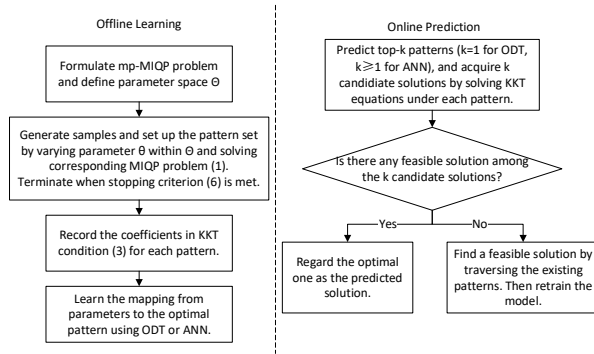 Offline Learning
Formulate mp-MIQP problem
and define parameter space Θ
Generate samples and set up the pattern set
by varying parameter θ within Θ and solving
corresponding MIQP problem (1).
Terminate when stopping criterion (6) is met.
Record the coefficients in KKT
condition (3) for each pattern.
Learn the mapping from
parameters to the optimal
pattern using ODT or ANN.
Online Prediction
Predict top-k patterns (k=1 for ODT,
k≥1 for ANN), and acquire k
candidate solutions by solving KKT
equations under each pattern.
Is there any feasible solution among
the k candidate solutions?
Yes
No
Regard the optimal
one as the predicted
solution.
Find a feasible solution by
traversing the existing
patterns. Then retrain the
model.